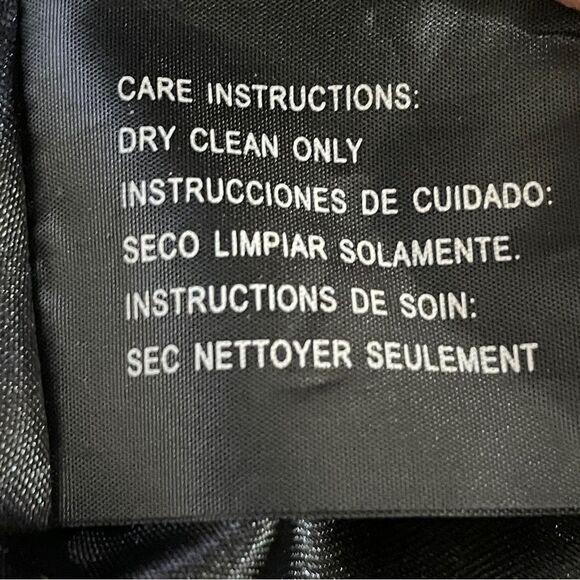 CARE INSTRUCTIONS:
DRY CLEAN ONLY
INSTRUCCIONES DE CUIDADO:
SECO LIMPIAR SOLAMENTE.
INSTRUCTIONS DE SOIN:
SEC NETTOYER SEULEMENT